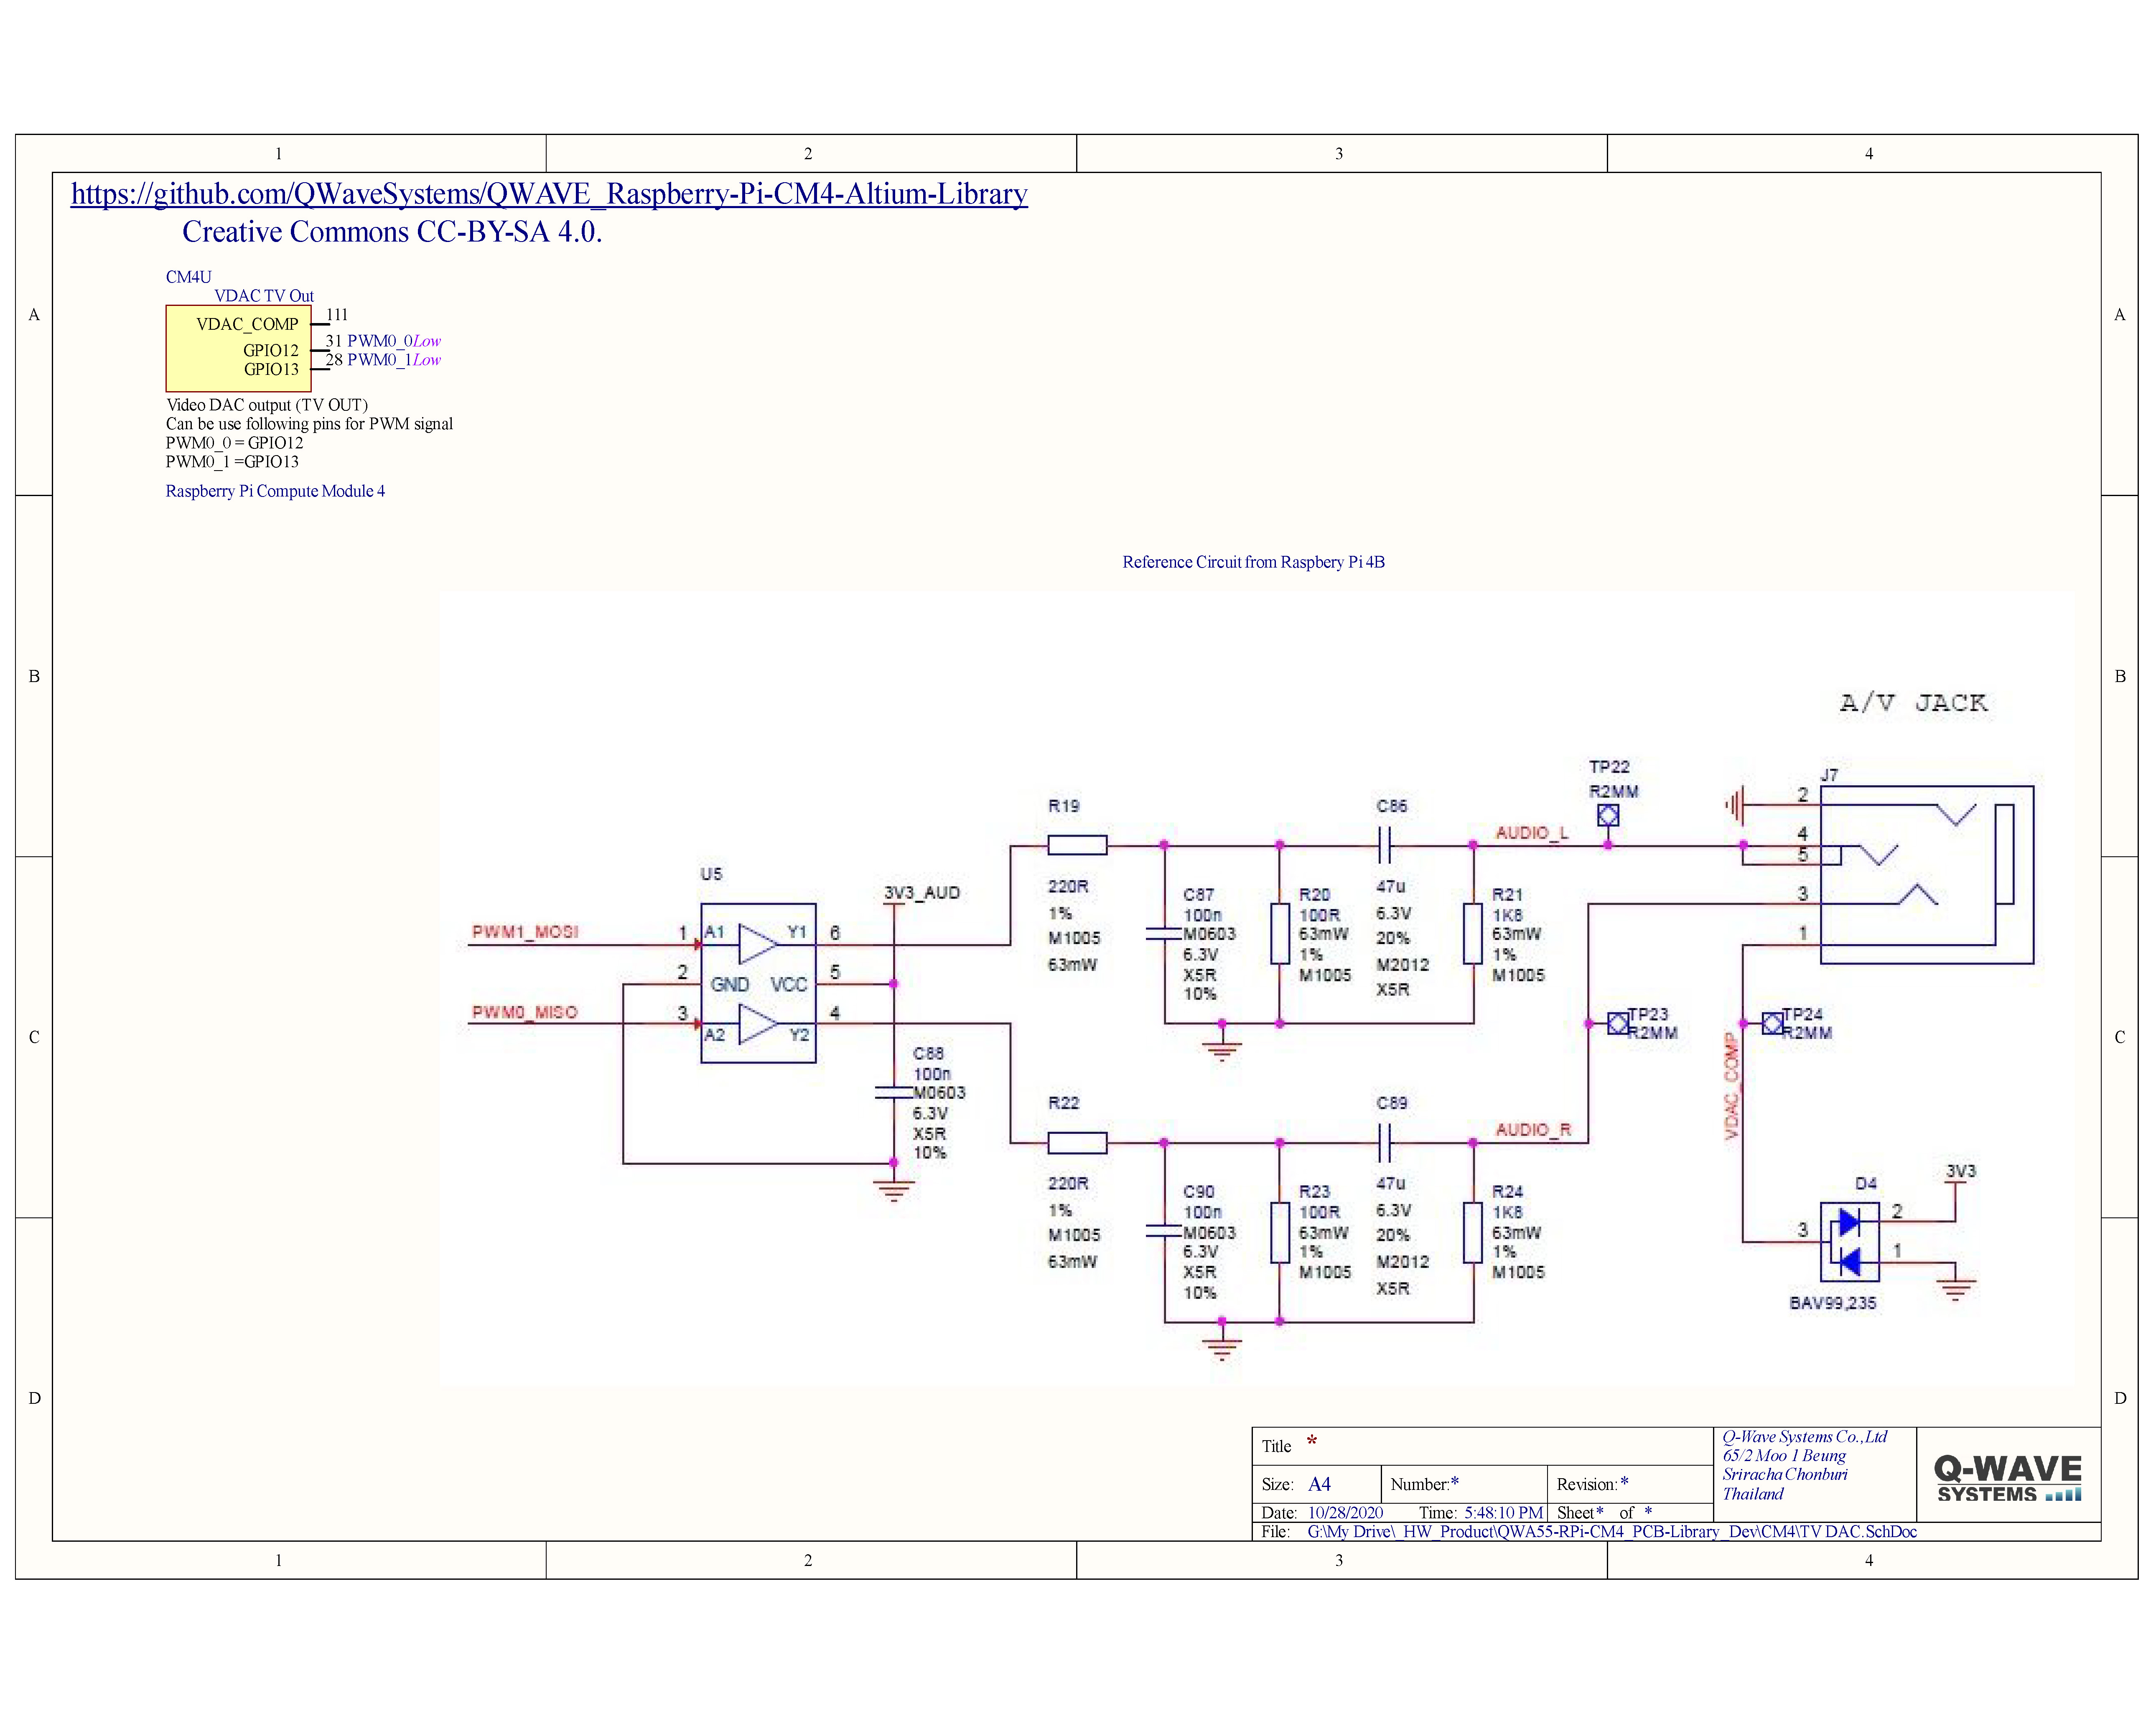 1 2 3 4
https://github.com/QWaveSystems/QWAVE_Raspberry-Pi-CM4-Altium-Library
Creative Commons CC-BY-SA 4.0.
CM4U
VDAC TV Out
VDAC_COMP 111
GPIO12 31 PWM0_0Low
GPIO13 28 PWM0_1Low
Video DAC output (TV OUT)
Can be use following pins for PWM signal
PWM0_0 = GPIO12
PWM0_1 =GPIO13
Raspberry Pi Compute Module 4
A A
B B
C C
D D
Reference Circuit from Raspbery Pi 4B
A/V JACK
PWM1_MOSI
PWM0_MISO
U5
1 A1 Y1 6
2 GND VCC 5
3 A2 Y2 4
3V3_AUD
C88
100n
M0603
6.3V
X5R
10%
R19
220R
1%
M1005
63mW
C87
100n
M0603
6.3V
X5R
10%
R20
100R
63mW
1%
M1005
C86
47u
6.3V
20%
M2012
X5R
R21
1K8
63mW
1%
M1005
AUDIO_L
TP22
R2MM
J7
2
4
5
3
1
TP23
R2MM
TP24
R2MM
VDAC_COMP
R22
220R
1%
M1005
63mW
C90
100n
M0603
6.3V
X5R
10%
R23
100R
63mW
1%
M1005
C89
47u
6.3V
20%
M2012
X5R
R24
1K8
63mW
1%
M1005
AUDIO_R
3V3
D4
3
2
1
BAV99,235
Title *
Size: A4 Number:* Revision:*
Date: 10/28/2020 Time: 5:48:10 PM Sheet* of *
File: G:\My Drive\_HW_Product\QWA55-RPi-CM4_PCB-Library_Dev\CM4\TV DAC.SchDoc
Q-Wave Systems Co.,Ltd
65/2 Moo 1 Beung
Sriracha Chonburi
Thailand
Q-WAVE
SYSTEMS
1 2 3 4